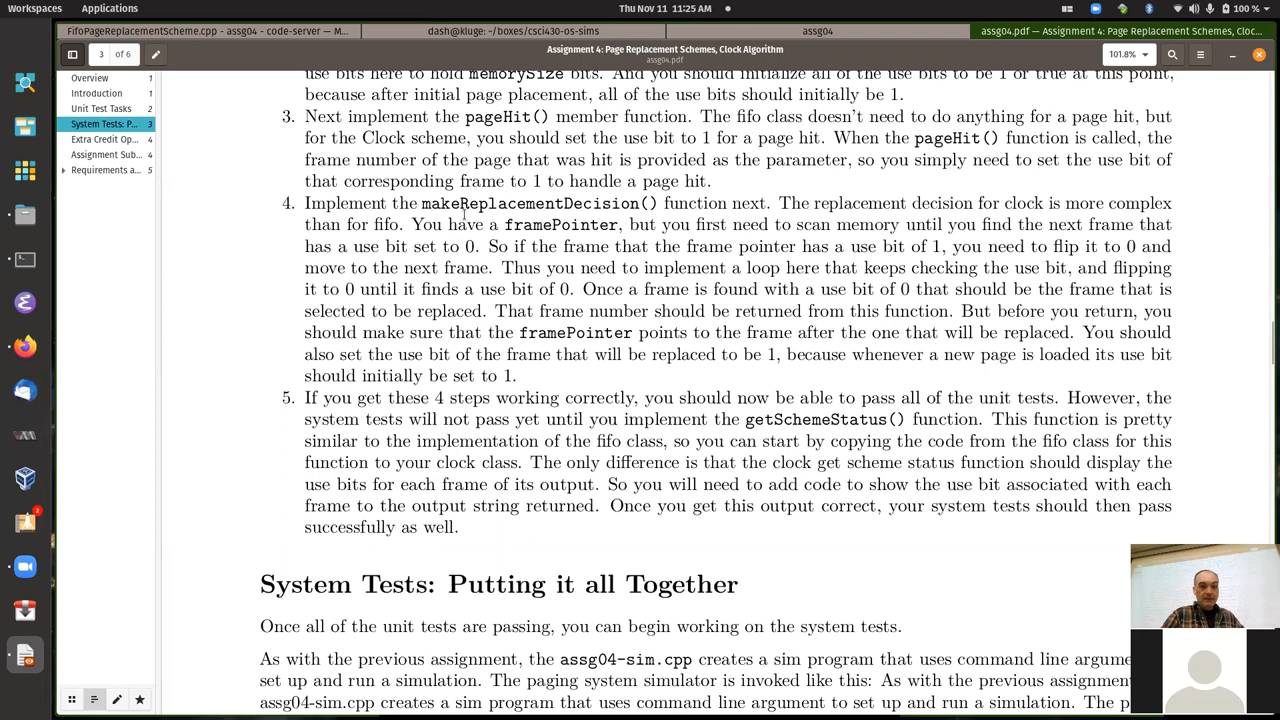 Workspaces Applications Thu Nov 11 11:25 AM 100 %
FifoPageReplacementScheme.cpp - assg04 - code-server — M...
dash@kluge: ~/boxes/csci430-os-sims
assg04
assg04.pdf — Assignment 4: Page Replacement Schemes, Clo...
3 of 6
Assignment 4: Page Replacement Schemes, Clock Algorithm
assg04.pdf
101.8%
Overview 1
Introduction 1
Unit Test Tasks 2
System Tests: P... 3
Extra Credit Op... 4
Assignment Sub... 4
Requirements a... 5
use bits here to hold memorySize bits. And you should initialize all of the use bits to be 1 or true at this point,
because after initial page placement, all of the use bits should initially be 1.
3. Next implement the pageHit() member function. The fifo class doesn't need to do anything for a page hit, but
for the Clock scheme, you should set the use bit to 1 for a page hit. When the pageHit() function is called, the
frame number of the page that was hit is provided as the parameter, so you simply need to set the use bit of
that corresponding frame to 1 to handle a page hit.
4. Implement the makeReplacementDecision() function next. The replacement decision for clock is more complex
than for fifo. You have a framePointer, but you first need to scan memory until you find the next frame that
has a use bit set to 0. So if the frame that the frame pointer has a use bit of 1, you need to flip it to 0 and
move to the next frame. Thus you need to implement a loop here that keeps checking the use bit, and flipping
it to 0 until it finds a use bit of 0. Once a frame is found with a use bit of 0 that should be the frame that is
selected to be replaced. That frame number should be returned from this function. But before you return, you
should make sure that the framePointer points to the frame after the one that will be replaced. You should
also set the use bit of the frame that will be replaced to be 1, because whenever a new page is loaded its use bit
should initially be set to 1.
5. If you get these 4 steps working correctly, you should now be able to pass all of the unit tests. However, the
system tests will not pass yet until you implement the getSchemeStatus() function. This function is pretty
similar to the implementation of the fifo class, so you can start by copying the code from the fifo class for this
function to your clock class. The only difference is that the clock get scheme status function should display the
use bits for each frame of its output. So you will need to add code to show the use bit associated with each
frame to the output string returned. Once you get this output correct, your system tests should then pass
successfully as well.
System Tests: Putting it all Together
Once all of the unit tests are passing, you can begin working on the system tests.
As with the previous assignment, the assg04-sim.cpp creates a sim program that uses command line argume
set up and run a simulation. The paging system simulator is invoked like this: As with the previous assignment
assg04-sim.cpp creates a sim program that uses command line argument to set up and run a simulation. The p